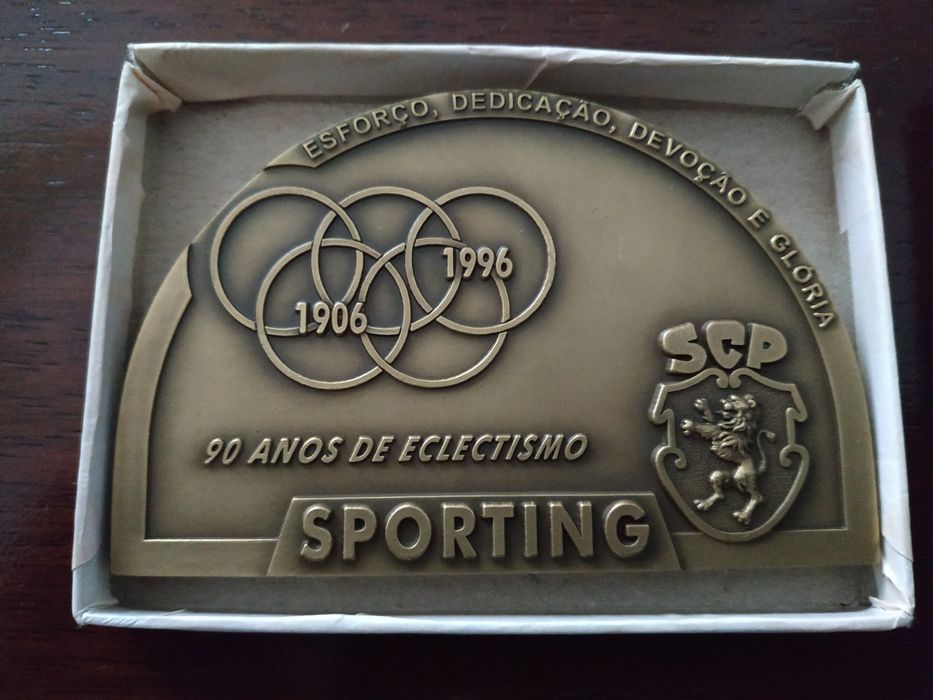 ESFORÇO, DEDICAÇÃO, DEVOÇÃO E GLÓRIA
1996
1906
SCP
90 ANOS DE ECLECTISMO
SPORTING